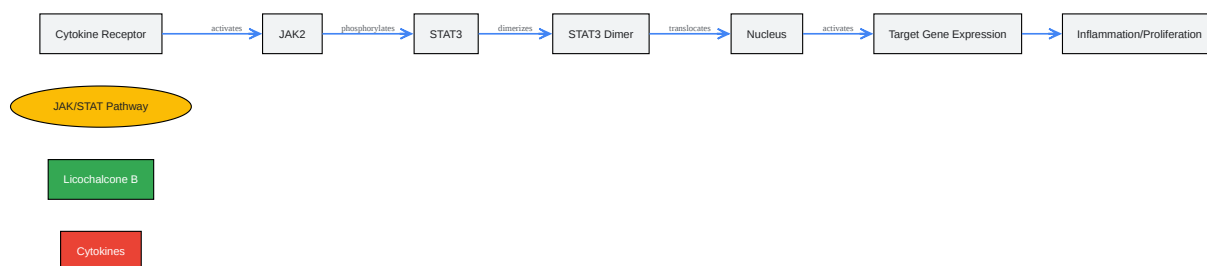 Cytokine Receptor
activates
JAK2
phosphorylates
STAT3
dimerizes
STAT3 Dimer
translocates
Nucleus
activates
Target Gene Expression
Inflammation/Proliferation
JAK/STAT Pathway
Licochalcone B
Cytokines